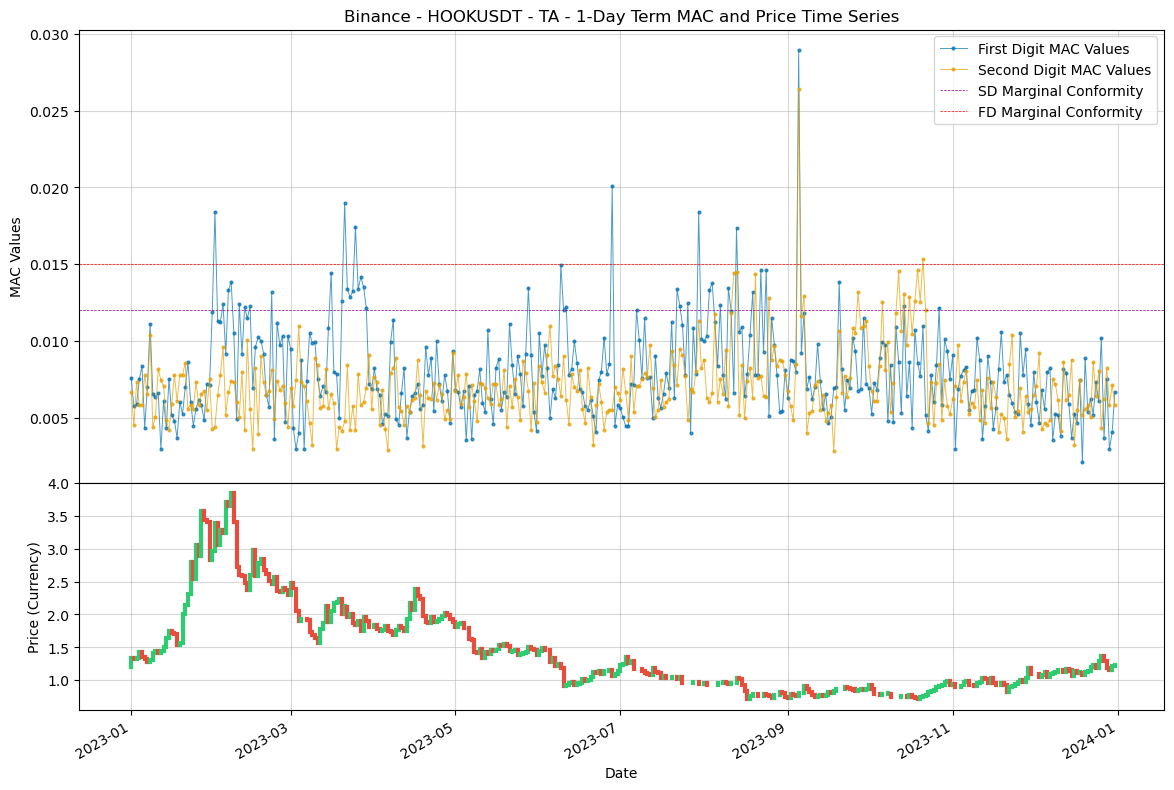 Binance - HOOKUSDT - TA - 1-Day Term MAC and Price Time Series
First Digit MAC Values
Second Digit MAC Values
SD Marginal Conformity
FD Marginal Conformity
MAC Values
0.030
0.025
0.020
0.015
0.010
0.005
Price (Currency)
4.0
3.5
3.0
2.5
2.0
1.5
1.0
2023-01
2023-03
2023-05
2023-07
2023-09
2023-11
2024-01
Date